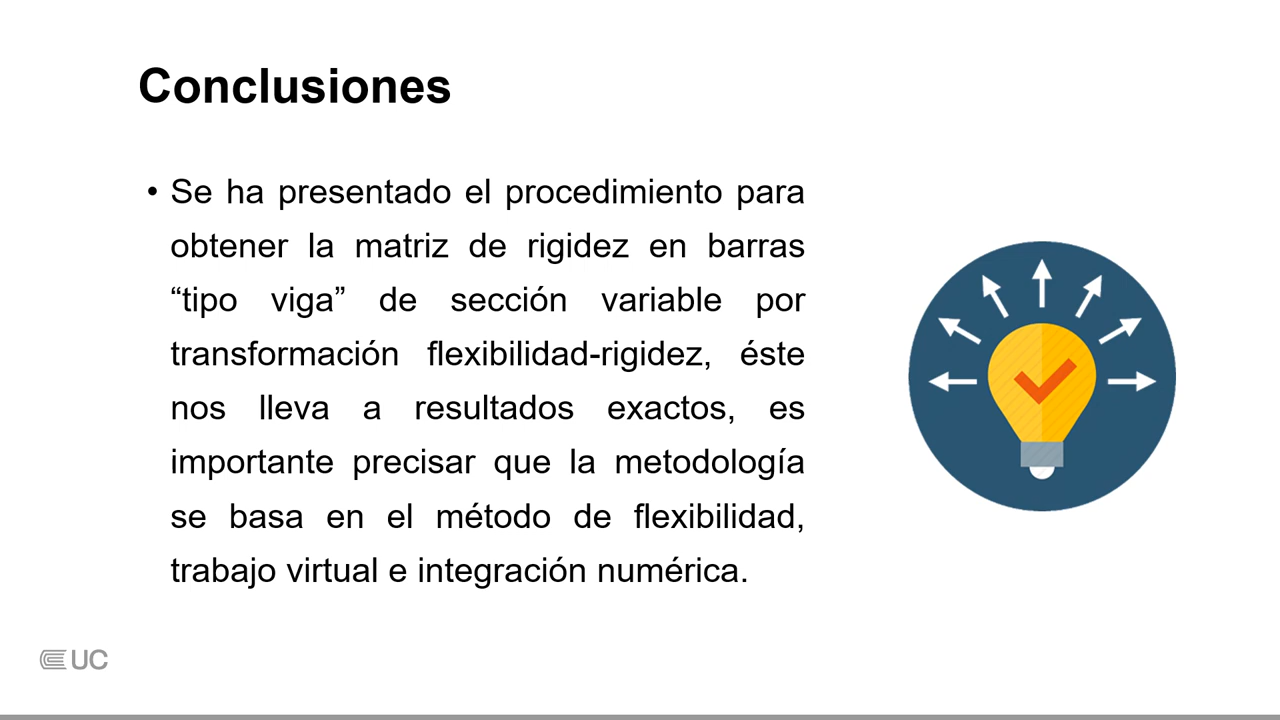 Conclusiones
• Se ha presentado el procedimiento para
obtener la matriz de rigidez en barras
“tipo viga” de sección variable por
transformación flexibilidad-rigidez, éste
nos lleva a resultados exactos, es
importante precisar que la metodología
se basa en el método de flexibilidad,
trabajo virtual e integración numérica.
UC